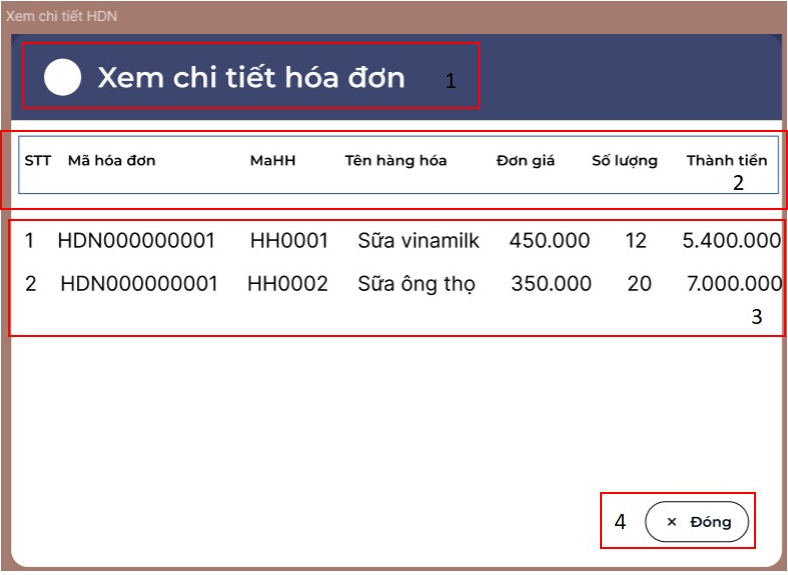 Xem chi tiết HDN
Xem chi tiết hóa đơn 1
STT Mã hóa đơn MaHH Tên hàng hóa Đơn giá Số lượng Thành tiền
2
1 HDN000000001 HH0001 Sữa vinamilk 450.000 12 5.400.000
2 HDN000000001 HH0002 Sữa ông thọ 350.000 20 7.000.000
3
4 × Đóng